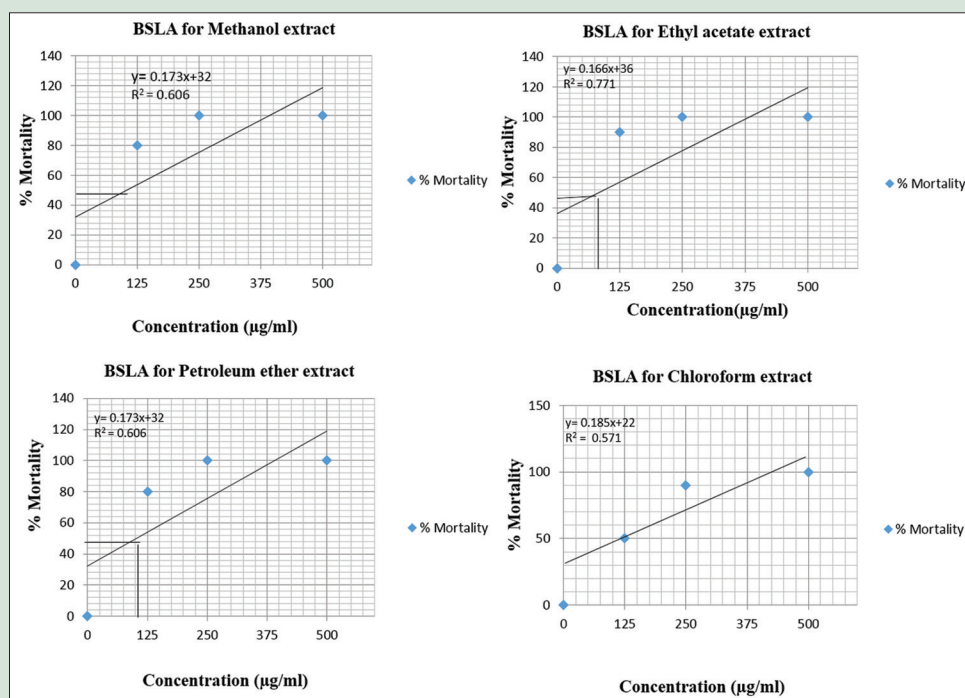 BSLA for Methanol extract
y= 0.173x+32
R² = 0.606
% Mortality
140
120
100
80
60
40
20
0
0 125 250 375 500
Concentration (µg/ml)
% Mortality
BSLA for Ethyl acetate extract
y= 0.166x+36
R² = 0.771
% Mortality
140
120
100
80
60
40
20
0
0 125 250 375 500
Concentration(µg/ml)
% Mortality
BSLA for Petroleum ether extract
y= 0.173x+32
R² = 0.606
% Mortality
140
120
100
80
60
40
20
0
0 125 250 375 500
Concentration (µg/ml)
% Mortality
BSLA for Chloroform extract
y= 0.185x+22
R² = 0.571
% Mortality
150
100
50
0
0 125 250 375 500
Concentration (µg/ml)
% Mortality